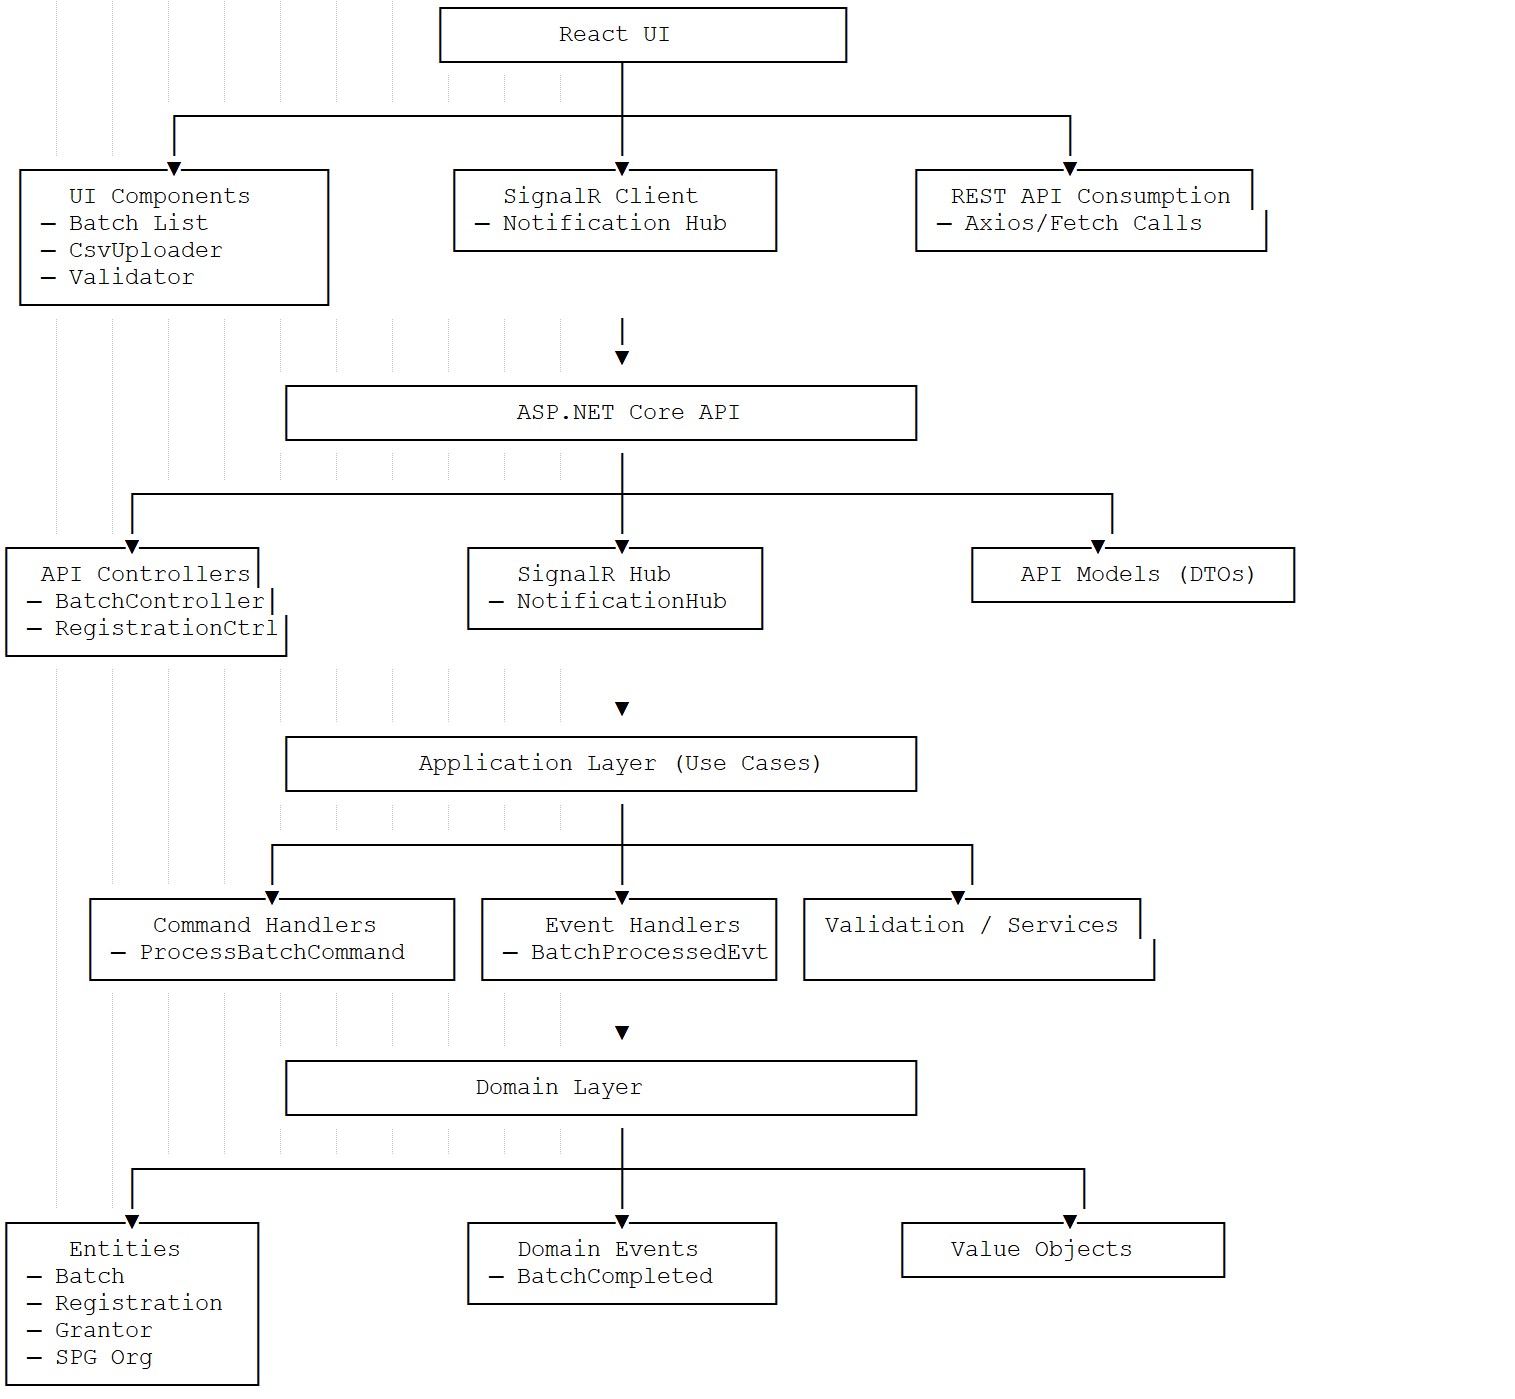 React UI
UI Components
– Batch List
– CsvUploader
– Validator
SignalR Client
– Notification Hub
REST API Consumption
– Axios/Fetch Calls
ASP.NET Core API
API Controllers
– BatchController
– RegistrationCtrl
SignalR Hub
– NotificationHub
API Models (DTOs)
Application Layer (Use Cases)
Command Handlers
– ProcessBatchCommand
Event Handlers
– BatchProcessedEvt
Validation / Services
Domain Layer
Entities
– Batch
– Registration
– Grantor
– SPG Org
Domain Events
– BatchCompleted
Value Objects